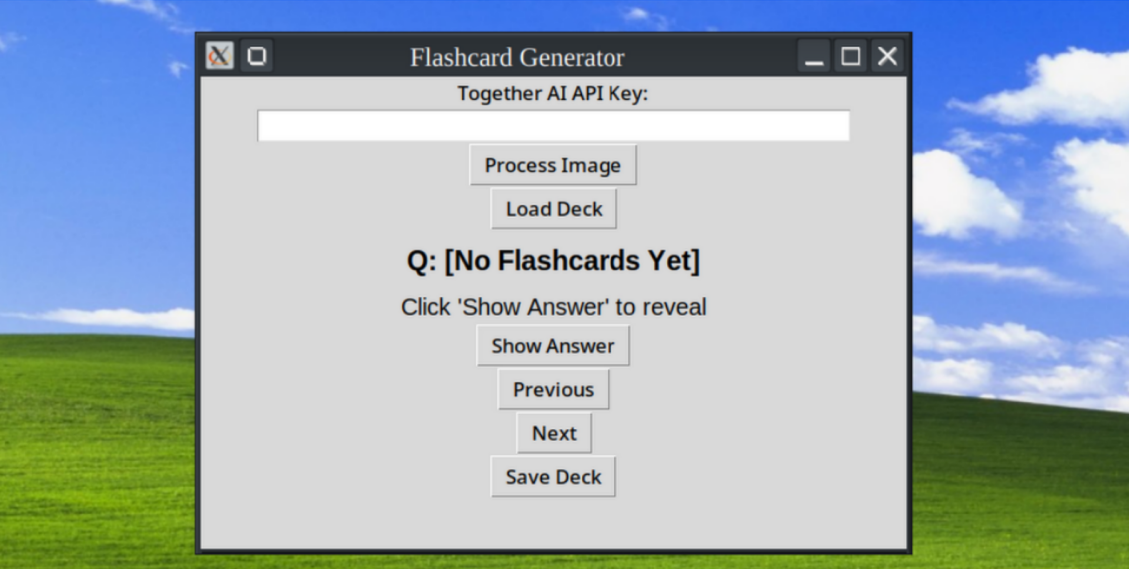 Flashcard Generator
Together AI API Key:
Process Image
Load Deck
Q: [No Flashcards Yet]
Click 'Show Answer' to reveal
Show Answer
Previous
Next
Save Deck